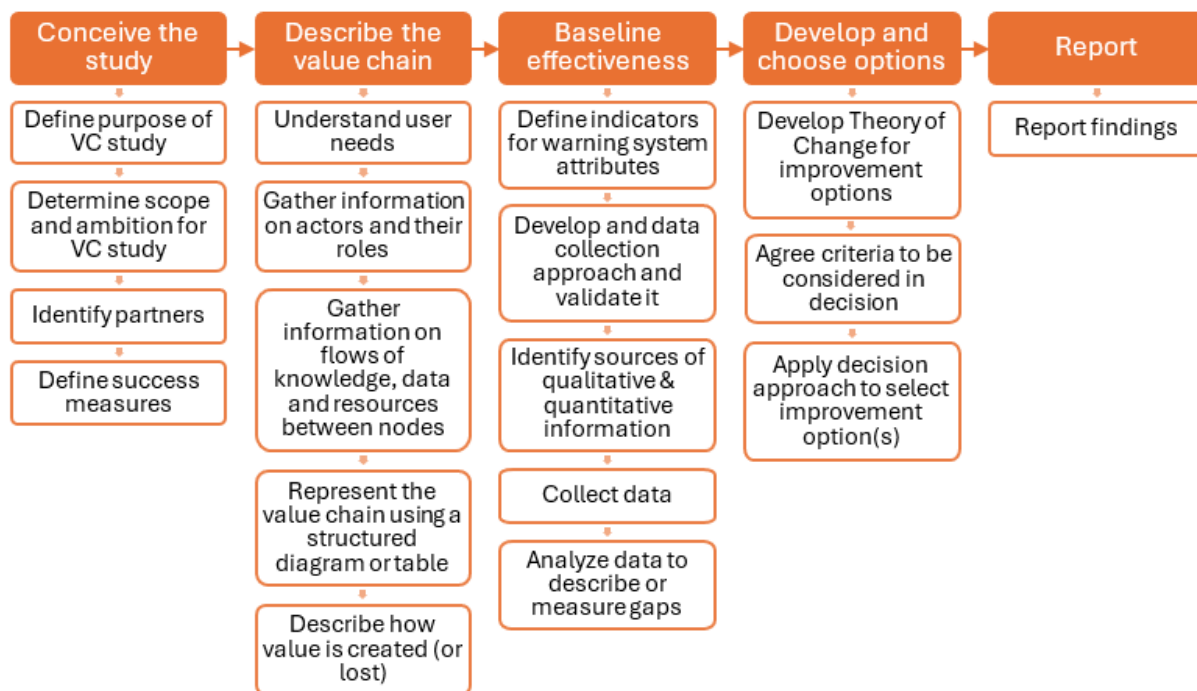 Conceive the
study
Define purpose of
VC study
Determine scope
and ambition for
VC study
Identify partners
Define success
measures
Describe the
value chain
Understand user
needs
Gather information
on actors and their
roles
Gather
information on
flows of
knowledge, data
and resources
between nodes
Represent the
value chain using a
structured
diagram or table
Describe how
value is created (or
lost)
Baseline
effectiveness
Define indicators
for warning system
attributes
Develop and data
collection
approach and
validate it
Identify sources of
qualitative &
quantitative
information
Collect data
Analyze data to
describe or
measure gaps
Develop and
choose options
Develop Theory of
Change for
improvement
options
Agree criteria to be
considered in
decision
Apply decision
approach to select
improvement
option(s)
Report
Report findings